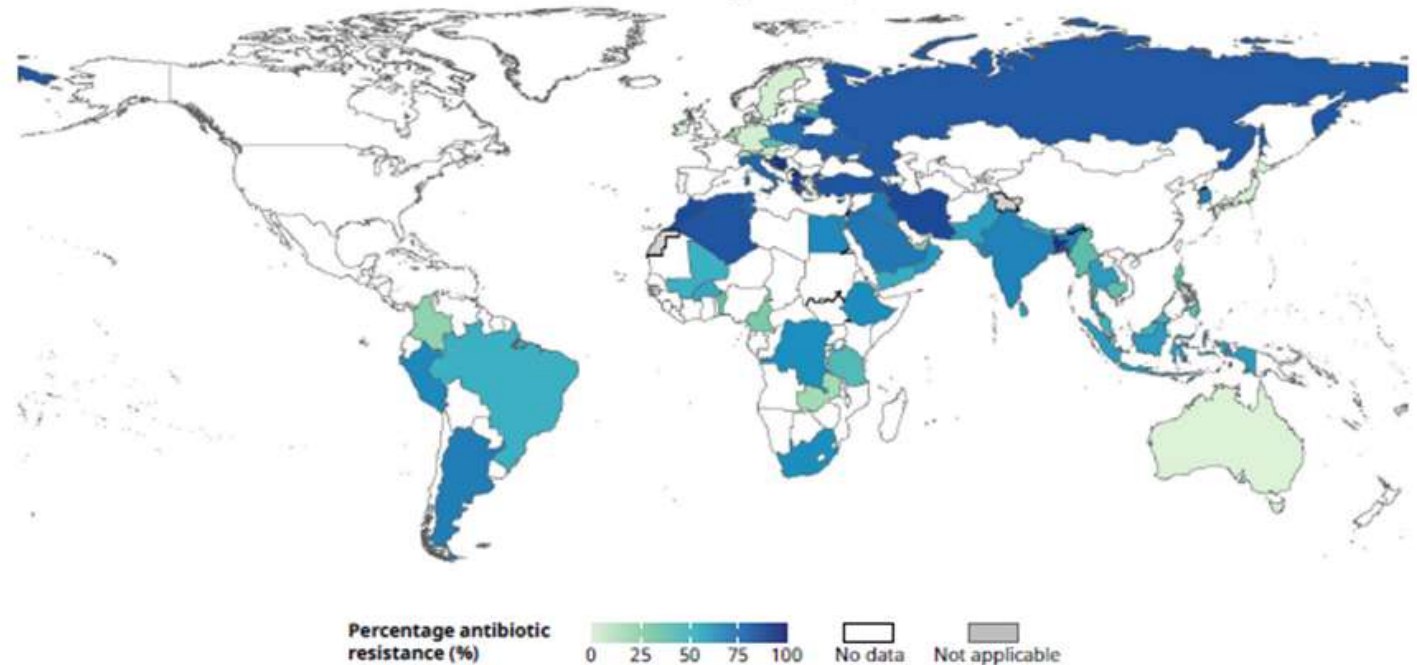 Percentage antibiotic
resistance (%)
0 25 50 75 100
No data
Not applicable